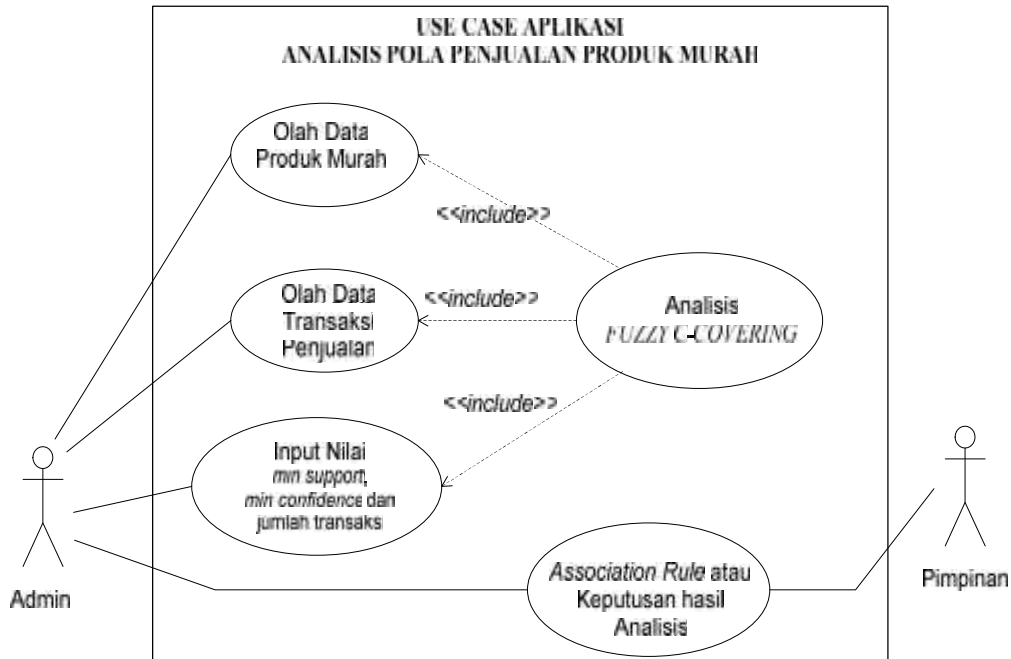 USE CASE APLIKASI
ANALISIS POLA PENJUALAN PRODUK MURAH
Olah Data
Produk Murah
<<include>>
Olah Data
Transaksi
Penjualan
<<include>>
Analisis
FUZZY C-COVERING
<<include>>
Input Nilai
min support,
min confidence dan
jumlah transaks
Association Rule atau
Keputusan hasil
Analisis
Admin
Pimpinan